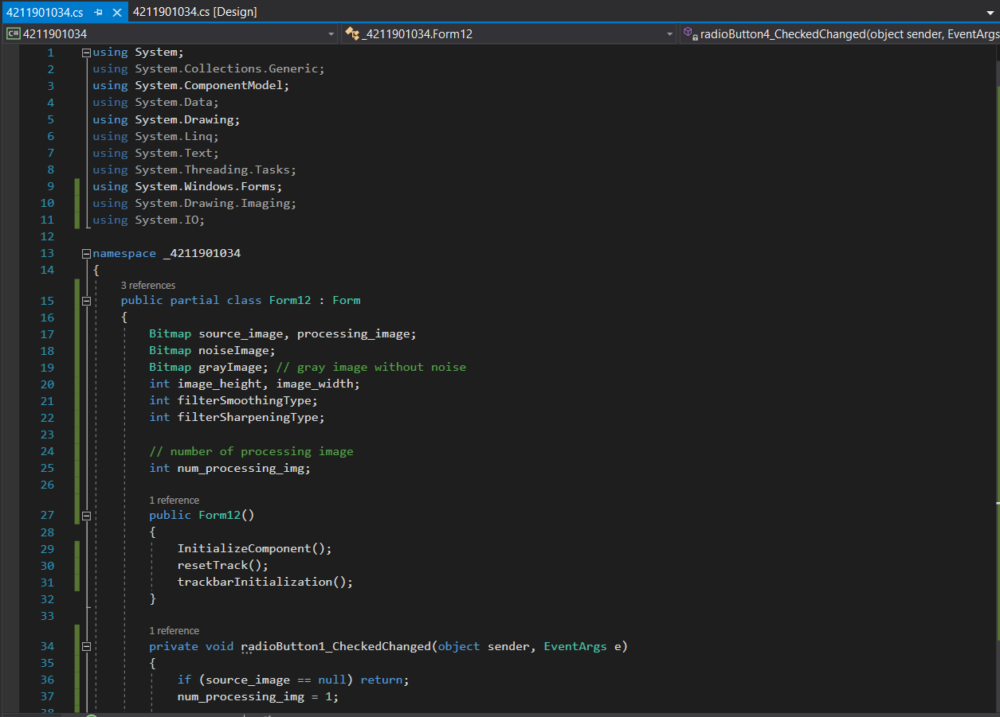 4211901034.cs
4211901034.cs [Design]
C# 4211901034
_4211901034.Form12
radioButton4_CheckedChanged(object sender, EventArgs
1 using System;
2 using System.Collections.Generic;
3 using System.ComponentModel;
4 using System.Data;
5 using System.Drawing;
6 using System.Linq;
7 using System.Text;
8 using System.Threading.Tasks;
9 using System.Windows.Forms;
10 using System.Drawing.Imaging;
11 using System.IO;
12
13 namespace _4211901034
14 {
3 references
15 public partial class Form12 : Form
16 {
17 Bitmap source_image, processing_image;
18 Bitmap noiseImage;
19 Bitmap grayImage; // gray image without noise
20 int image_height, image_width;
21 int filterSmoothingType;
22 int filterSharpeningType;
23
24 // number of processing image
25 int num_processing_img;
26
1 reference
27 public Form12()
28 {
29 InitializeComponent();
30 resetTrack();
31 trackbarInitialization();
32 }
33
1 reference
34 private void radioButton1_CheckedChanged(object sender, EventArgs e)
35 {
36 if (source_image == null) return;
37 num_processing_img = 1;
38